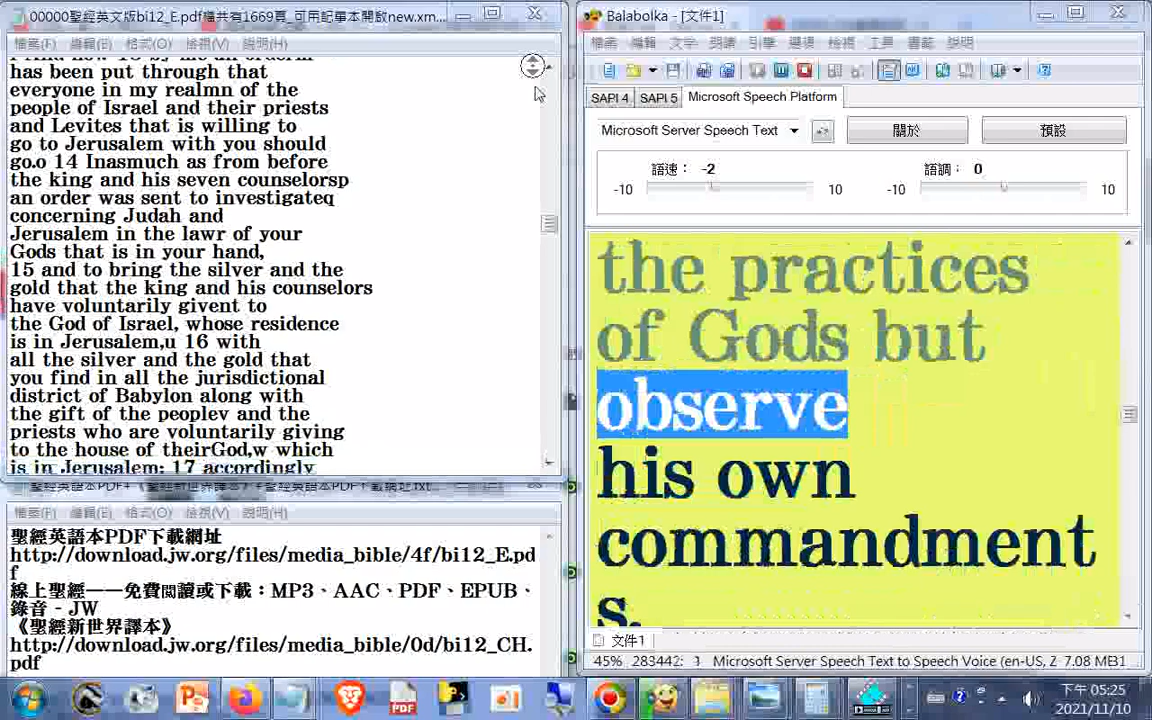 00000聖經英文版bi12_E.pdf檔共有1669頁_可用記事本開啟new.xm...
檔案(F) 編輯(E) 格式(O) 檢視(V) 說明(H)
has been put through that
everyone in my realmn of the
people of Israel and their priests
and Levites that is willing to
go to Jerusalem with you should
go.o 14 Inasmuch as from before
the king and his seven counselorsp
an order was sent to investigateq
concerning Judah and
Jerusalem in the lawr of your
Gods that is in your hand,
15 and to bring the silver and the
gold that the king and his counselors
have voluntarily givent to
the God of Israel, whose residence
is in Jerusalem,u 16 with
all the silver and the gold that
you find in all the jurisdictional
district of Babylon along with
the gift of the peoplev and the
priests who are voluntarily giving
to the house of theirGod,w which
is in Jerusalem; 17 accordingly
檔案(F) 編輯(E) 格式(O) 檢視(V) 說明(H)
聖經英語本PDF下載網址
http://download.jw.org/files/media_bible/4f/bi12_E.pd
f
線上聖經——免費閱讀或下載：MP3、AAC、PDF、EPUB、
錄音 - JW
《聖經新世界譯本》
http://download.jw.org/files/media_bible/0d/bi12_CH.
pdf
Balabolka - [文件1]
檔案 編輯 文字 朗讀 引擎 選項 檢視 工具 書籤 說明
SAPI 4 SAPI 5 Microsoft Speech Platform
Microsoft Server Speech Text 關於 預設
語速： -2 語調： 0
-10 10 -10 10
the practices
of Gods but
observe
his own
commandment
s.
文件1
45% 283442: 1 Microsoft Server Speech Text to Speech Voice (en-US, Z 7.08 MB1
PDF
下午 05:25
2021/11/10